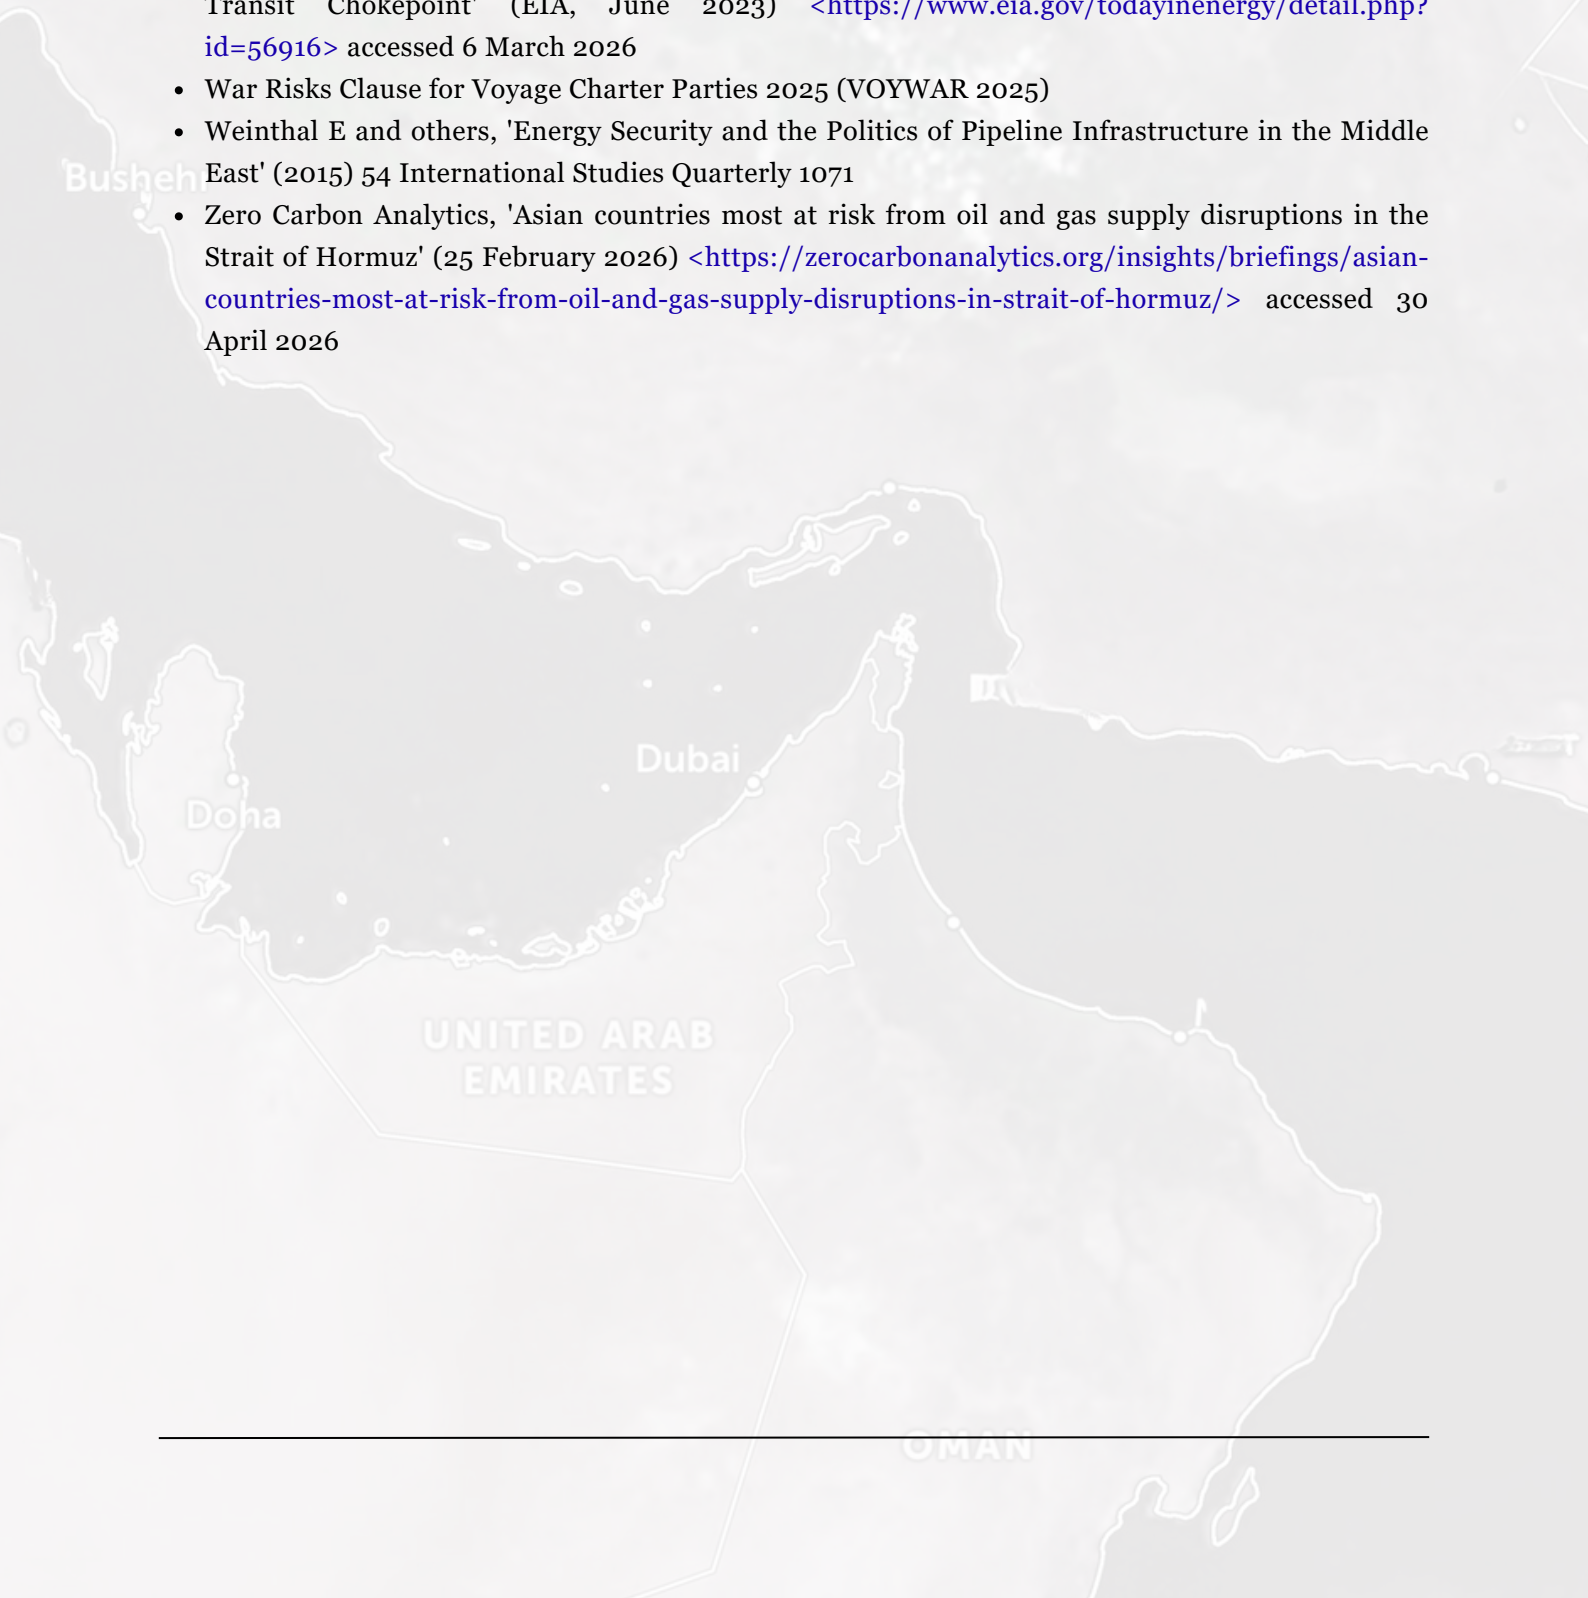 Transit Chokepoint' (EIA, June 2023) <https://www.eia.gov/todayinenergy/detail.php?
id=56916> accessed 6 March 2026
• War Risks Clause for Voyage Charter Parties 2025 (VOYWAR 2025)
• Weinthal E and others, 'Energy Security and the Politics of Pipeline Infrastructure in the Middle
East' (2015) 54 International Studies Quarterly 1071
• Zero Carbon Analytics, 'Asian countries most at risk from oil and gas supply disruptions in the
Strait of Hormuz' (25 February 2026) <https://zerocarbonanalytics.org/insights/briefings/asian-
countries-most-at-risk-from-oil-and-gas-supply-disruptions-in-strait-of-hormuz/> accessed 30
April 2026
Bushehr
Dubai
Doha
UNITED ARAB
EMIRATES
OMAN